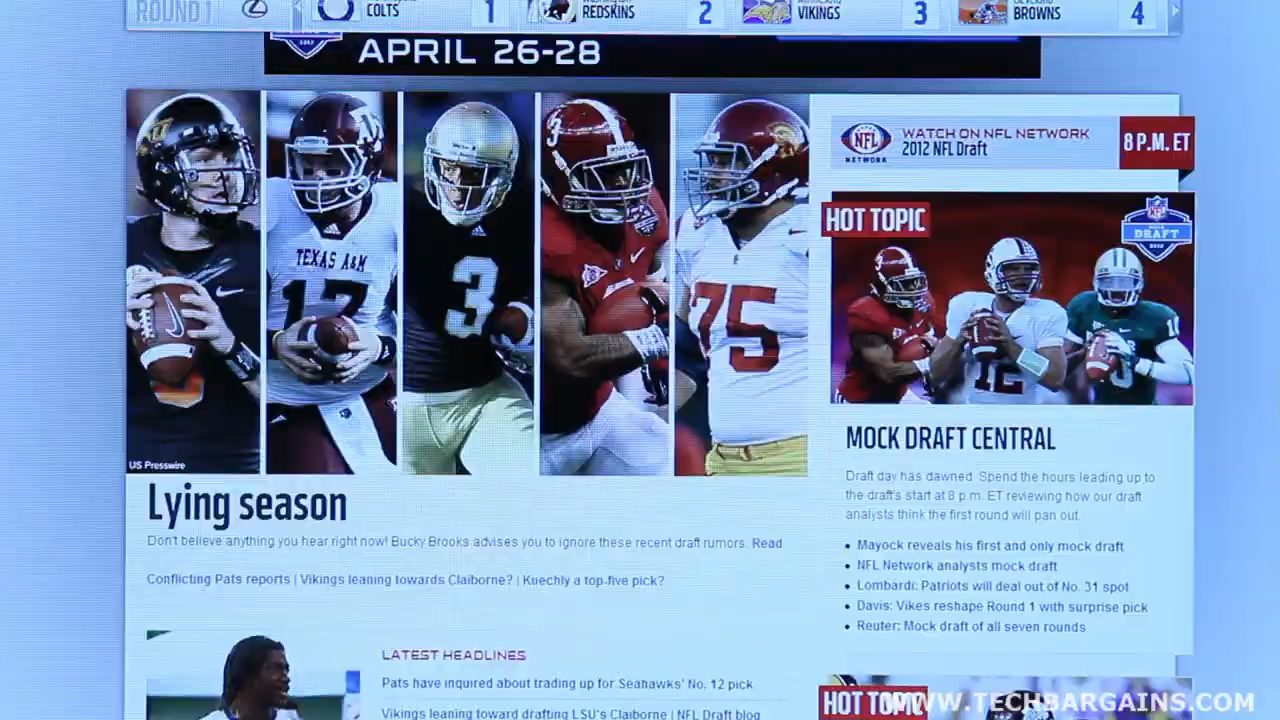 ROUND 1
COLTS
1
REDSKINS
2
VIKINGS
3
BROWNS
4
APRIL 26-28
TEXAS A&M
17
3
3
75
US Presswire
NFL
NETWORK
WATCH ON NFL NETWORK
2012 NFL Draft
8 P.M. ET
HOT TOPIC
DRAFT
12
MOCK DRAFT CENTRAL
Draft day has dawned. Spend the hours leading up to
the draft's start at 8 p.m. ET reviewing how our draft
analysts think the first round will pan out.
• Mayock reveals his first and only mock draft
• NFL Network analysts mock draft
• Lombardi: Patriots will deal out of No. 31 spot
• Davis: Vikes reshape Round 1 with surprise pick
• Reuter: Mock draft of all seven rounds
Lying season
Don't believe anything you hear right now! Bucky Brooks advises you to ignore these recent draft rumors. Read
Conflicting Pats reports | Vikings leaning towards Claiborne? | Kuechly a top-five pick?
LATEST HEADLINES
Pats have inquired about trading up for Seahawks' No. 12 pick
Vikings leaning toward drafting LSU's Claiborne | NFL Draft blog
HOT TOPIC
WWW.TECHBARGAINS.COM